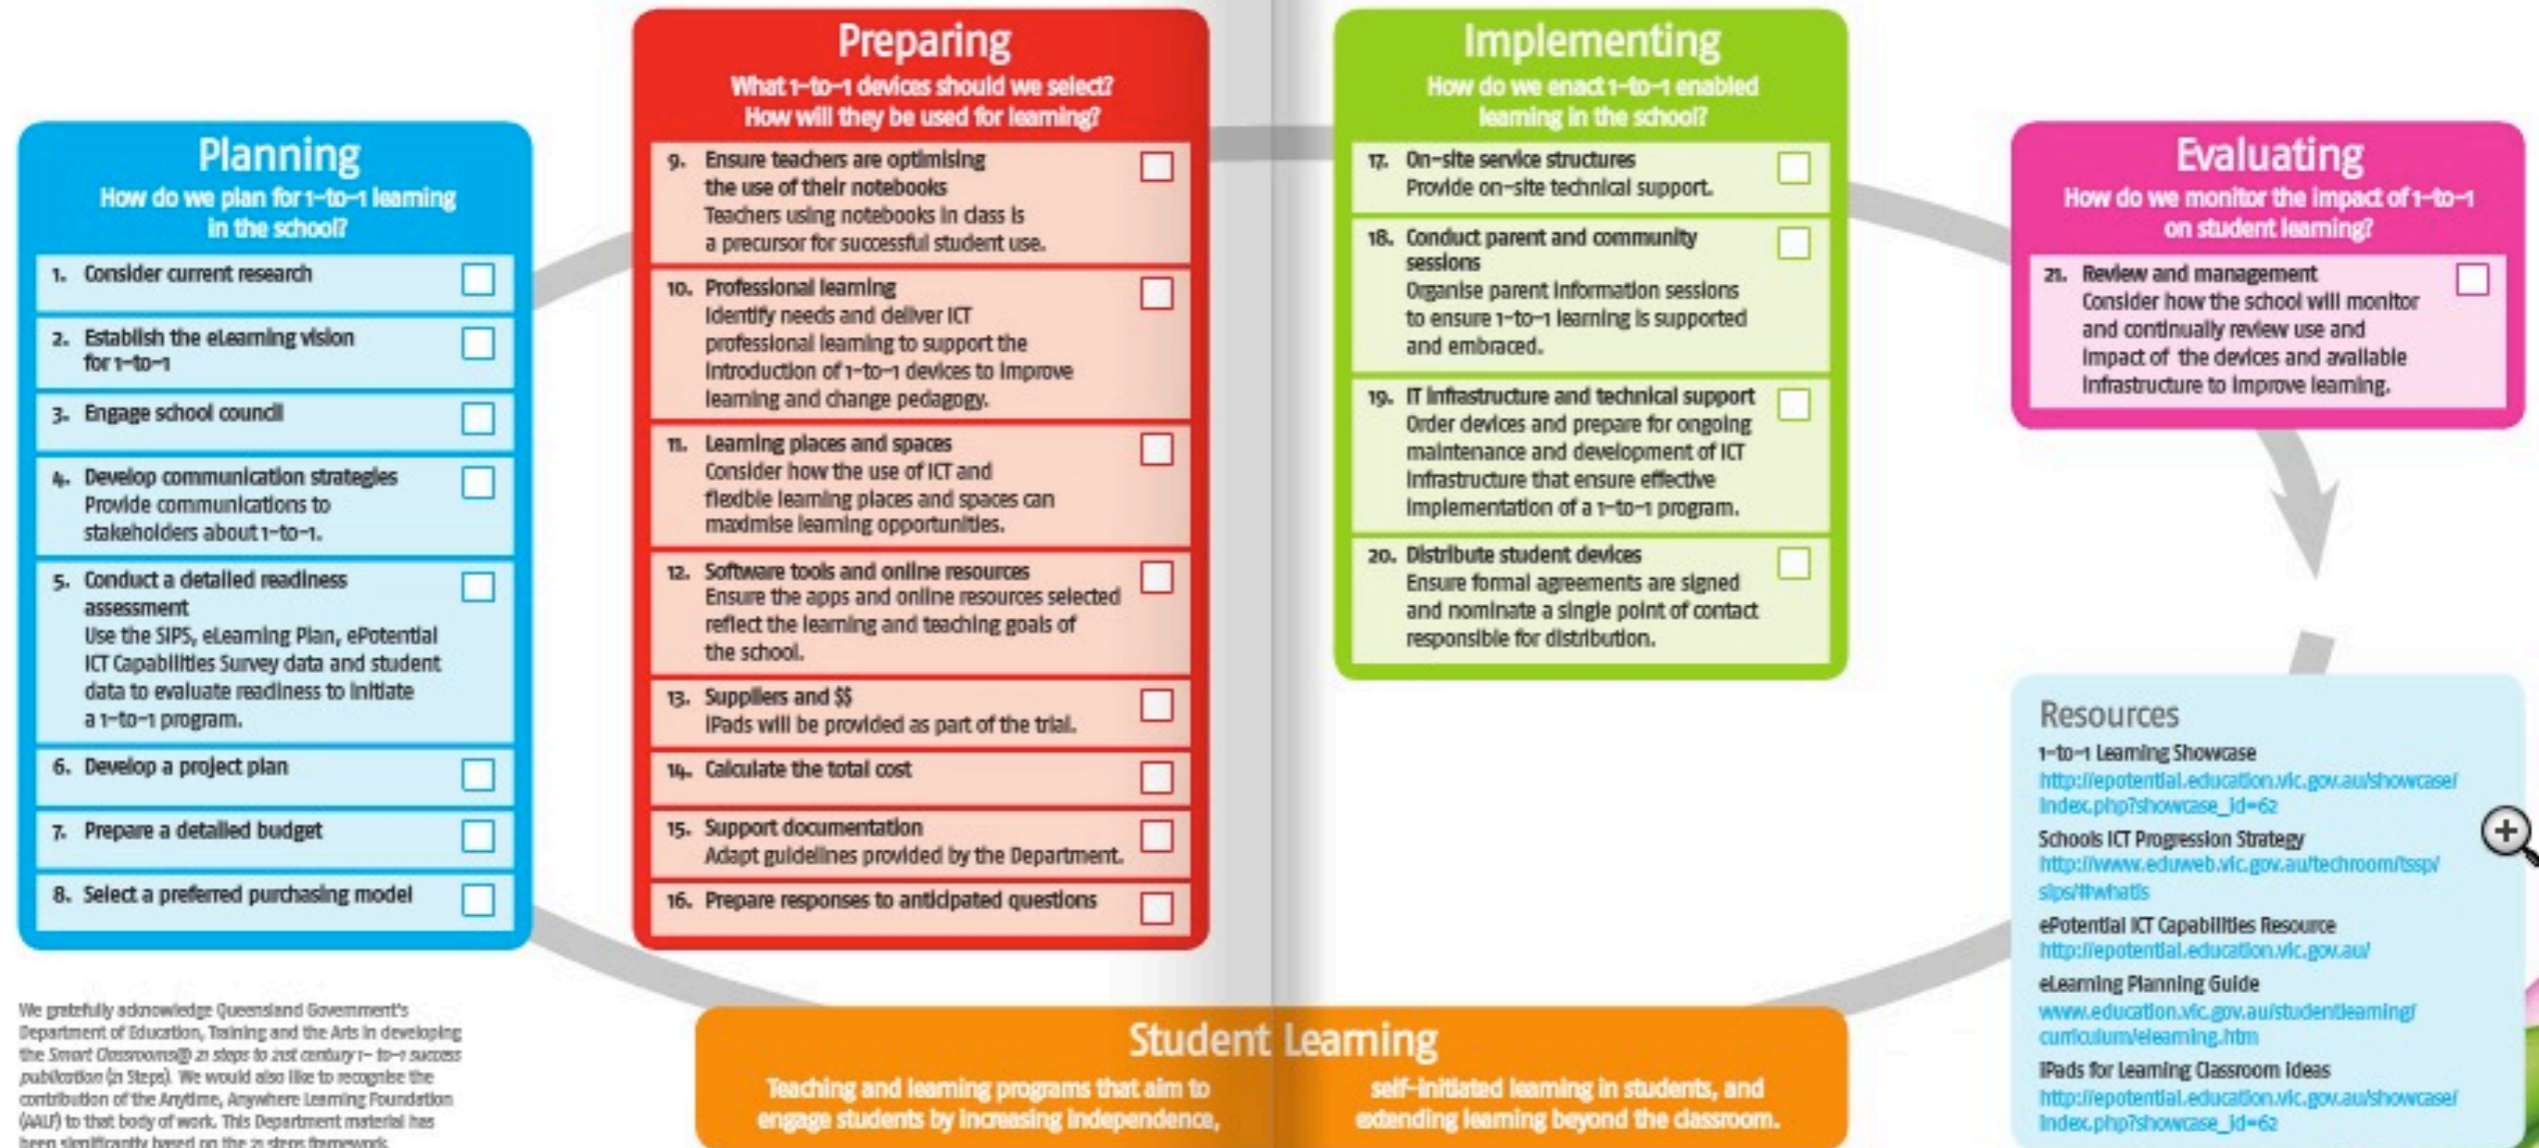 Planning
How do we plan for 1-to-1 learning
in the school?
1. Consider current research
2. Establish the eLearning vision
for 1-to-1
3. Engage school council
4. Develop communication strategies
Provide communications to
stakeholders about 1-to-1.
5. Conduct a detailed readiness
assessment
Use the SIPS, eLearning Plan, ePotential
ICT Capabilities Survey data and student
data to evaluate readiness to initiate
a 1-to-1 program.
6. Develop a project plan
7. Prepare a detailed budget
8. Select a preferred purchasing model
We gratefully acknowledge Queensland Government's
Department of Education, Training and the Arts in developing
the Smart Classrooms® 21 steps to 21st century 1- to-1 success
publication (21 Steps). We would also like to recognise the
contribution of the Anytime, Anywhere Learning Foundation
(AALF) to that body of work. This Department material has
been significantly based on the 21 steps framework.
Preparing
What 1-to-1 devices should we select?
How will they be used for learning?
9. Ensure teachers are optimising
the use of their notebooks
Teachers using notebooks in class is
a precursor for successful student use.
10. Professional learning
Identify needs and deliver ICT
professional learning to support the
introduction of 1-to-1 devices to improve
learning and change pedagogy.
11. Learning places and spaces
Consider how the use of ICT and
flexible learning places and spaces can
maximise learning opportunities.
12. Software tools and online resources
Ensure the apps and online resources selected
reflect the learning and teaching goals of
the school.
13. Suppliers and $$
iPads will be provided as part of the trial.
14. Calculate the total cost
15. Support documentation
Adapt guidelines provided by the Department.
16. Prepare responses to anticipated questions
Implementing
How do we enact 1-to-1 enabled
learning in the school?
17. On-site service structures
Provide on-site technical support.
18. Conduct parent and community
sessions
Organise parent information sessions
to ensure 1-to-1 learning is supported
and embraced.
19. IT infrastructure and technical support
Order devices and prepare for ongoing
maintenance and development of ICT
infrastructure that ensure effective
implementation of a 1-to-1 program.
20. Distribute student devices
Ensure formal agreements are signed
and nominate a single point of contact
responsible for distribution.
Evaluating
How do we monitor the impact of 1-to-1
on student learning?
21. Review and management
Consider how the school will monitor
and continually review use and
impact of the devices and available
infrastructure to improve learning.
Student Learning
Teaching and learning programs that aim to
engage students by increasing independence,
self-initiated learning in students, and
extending learning beyond the classroom.
Resources
1-to-1 Learning Showcase
http://epotential.education.vic.gov.au/showcase/
index.php?showcase_id=62
Schools ICT Progression Strategy
http://www.eduweb.vic.gov.au/techroom/tssp/
sips/#whatis
ePotential ICT Capabilities Resource
http://epotential.education.vic.gov.au/
eLearning Planning Guide
www.education.vic.gov.au/studentlearning/
curriculum/elearning.htm
iPads for Learning Classroom Ideas
http://epotential.education.vic.gov.au/showcase/
index.php?showcase_id=62